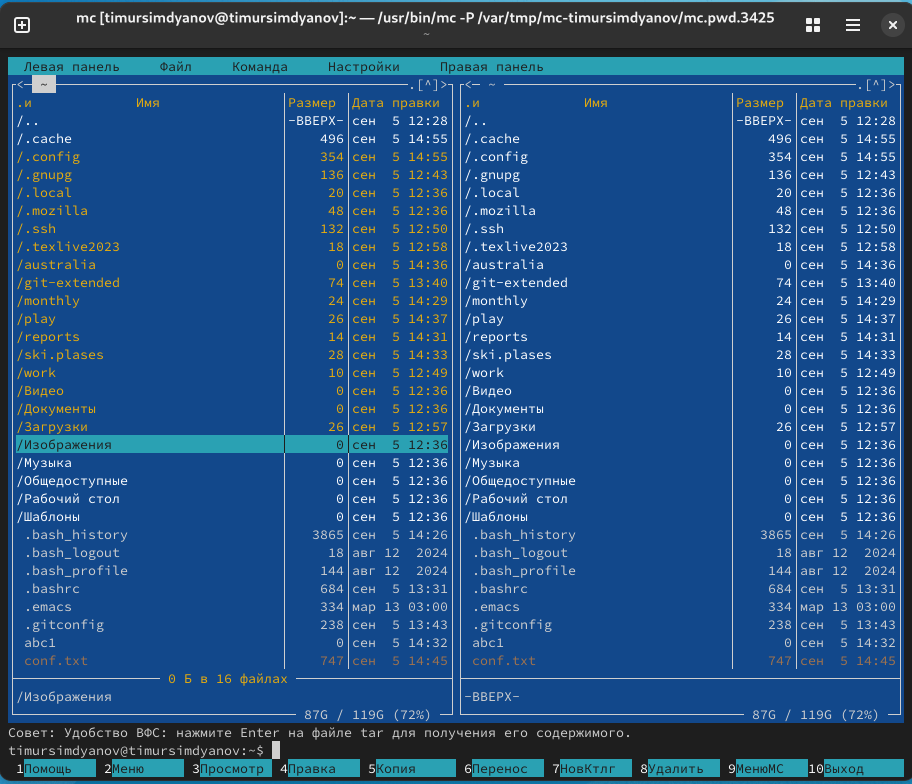 mc [timursimdyanov@timursimdyanov]:~ — /usr/bin/mc -P /var/tmp/mc-timursimdyanov/mc.pwd.3425
~
Левая панель Файл Команда Настройки Правая панель
<─ ~ .[^]> <─ ~ .[^]>
.и Имя Размер Дата правки .и Имя Размер Дата правки
/.. -ВВЕРХ- сен 5 12:28 /.. -ВВЕРХ- сен 5 12:28
/.cache 496 сен 5 14:55 /.cache 496 сен 5 14:55
/.config 354 сен 5 14:55 /.config 354 сен 5 14:55
/.gnupg 136 сен 5 12:43 /.gnupg 136 сен 5 12:43
/.local 20 сен 5 12:36 /.local 20 сен 5 12:36
/.mozilla 48 сен 5 12:36 /.mozilla 48 сен 5 12:36
/.ssh 132 сен 5 12:50 /.ssh 132 сен 5 12:50
/.texlive2023 18 сен 5 12:58 /.texlive2023 18 сен 5 12:58
/australia 0 сен 5 14:36 /australia 0 сен 5 14:36
/git-extended 74 сен 5 13:40 /git-extended 74 сен 5 13:40
/monthly 24 сен 5 14:29 /monthly 24 сен 5 14:29
/play 26 сен 5 14:37 /play 26 сен 5 14:37
/reports 14 сен 5 14:31 /reports 14 сен 5 14:31
/ski.plases 28 сен 5 14:33 /ski.plases 28 сен 5 14:33
/work 10 сен 5 12:49 /work 10 сен 5 12:49
/Видео 0 сен 5 12:36 /Видео 0 сен 5 12:36
/Документы 0 сен 5 12:36 /Документы 0 сен 5 12:36
/Загрузки 26 сен 5 12:57 /Загрузки 26 сен 5 12:57
/Изображения 0 сен 5 12:36 /Изображения 0 сен 5 12:36
/Музыка 0 сен 5 12:36 /Музыка 0 сен 5 12:36
/Общедоступные 0 сен 5 12:36 /Общедоступные 0 сен 5 12:36
/Рабочий стол 0 сен 5 12:36 /Рабочий стол 0 сен 5 12:36
/Шаблоны 0 сен 5 12:36 /Шаблоны 0 сен 5 12:36
.bash_history 3865 сен 5 14:26 .bash_history 3865 сен 5 14:26
.bash_logout 18 авг 12 2024 .bash_logout 18 авг 12 2024
.bash_profile 144 авг 12 2024 .bash_profile 144 авг 12 2024
.bashrc 684 сен 5 13:31 .bashrc 684 сен 5 13:31
.emacs 334 мар 13 03:00 .emacs 334 мар 13 03:00
.gitconfig 238 сен 5 13:43 .gitconfig 238 сен 5 13:43
abc1 0 сен 5 14:32 abc1 0 сен 5 14:32
conf.txt 747 сен 5 14:45 conf.txt 747 сен 5 14:45
0 Б в 16 файлах
/Изображения -ВВЕРХ-
87G / 119G (72%) 87G / 119G (72%)
Совет: Удобство ВФС: нажмите Enter на файле tar для получения его содержимого.
timursimdyanov@timursimdyanov:~$
1Помощь 2Меню 3Просмотр 4Правка 5Копия 6Перенос 7НовКтлг 8Удалить 9МенюМС 10Выход